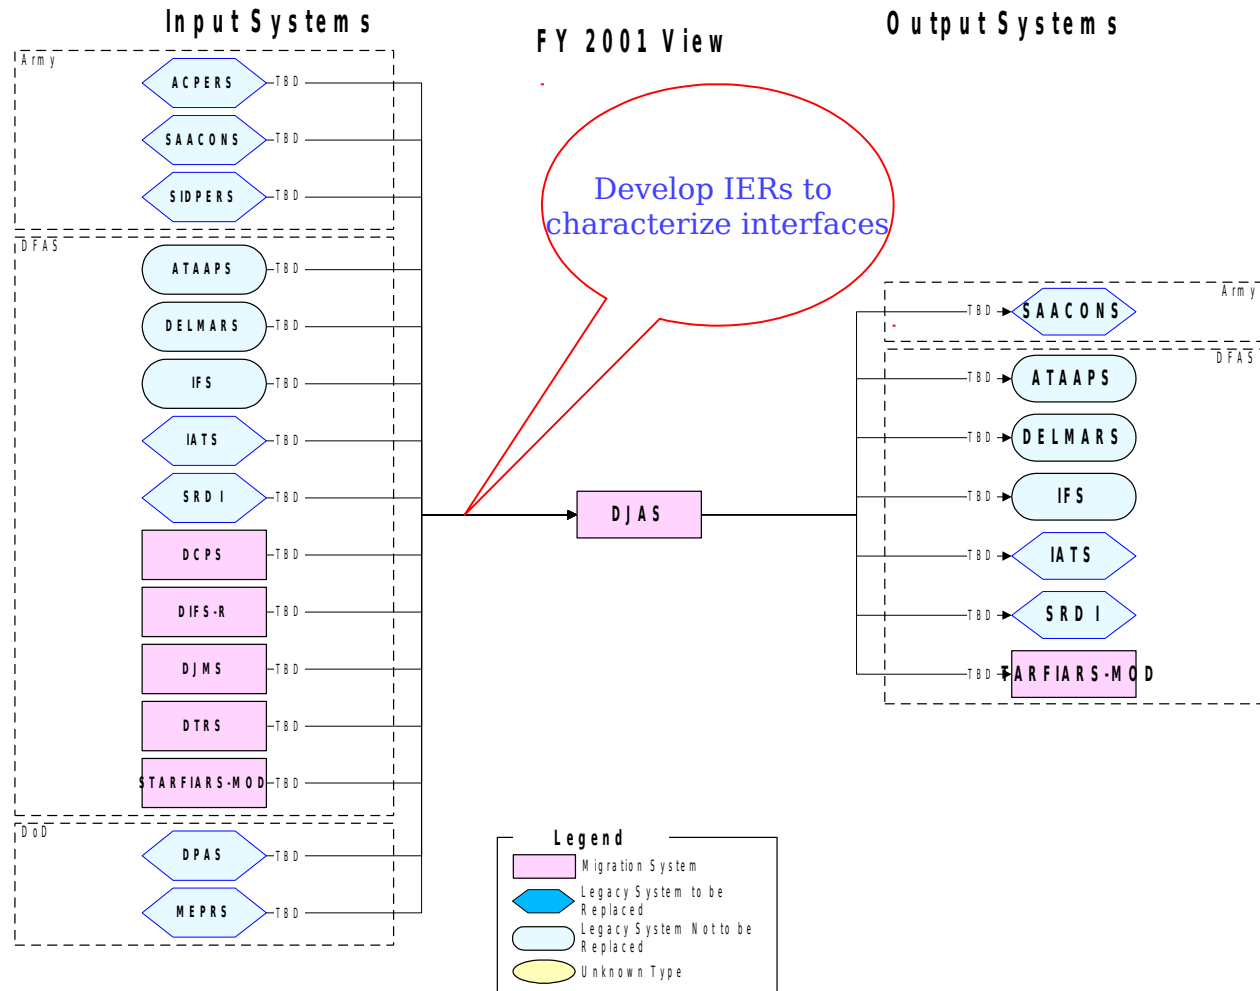 Input Systems
FY 2001 View
Output Systems
Army
ACPERS
TBD
SAACONS
TBD
SIDPERS
TBD
DFAS
ATAAPS
TBD
DELMARS
TBD
IFS
TBD
IATS
TBD
SRDI
TBD
DCPS
TBD
DIFS-R
TBD
DJMS
TBD
DTRS
TBD
STARFIARS-MOD
TBD
DoD
DPAS
TBD
MEPRS
TBD
Develop IERs to
characterize interfaces
DJAS
Army
TBD
SAACONS
DFAS
TBD
ATAAPS
TBD
DELMARS
TBD
IFS
TBD
IATS
TBD
SRDI
TBD
TARFIARS-MOD
Legend
Migration System
Legacy System to be
Replaced
Legacy System Not to be
Replaced
Unknown Type